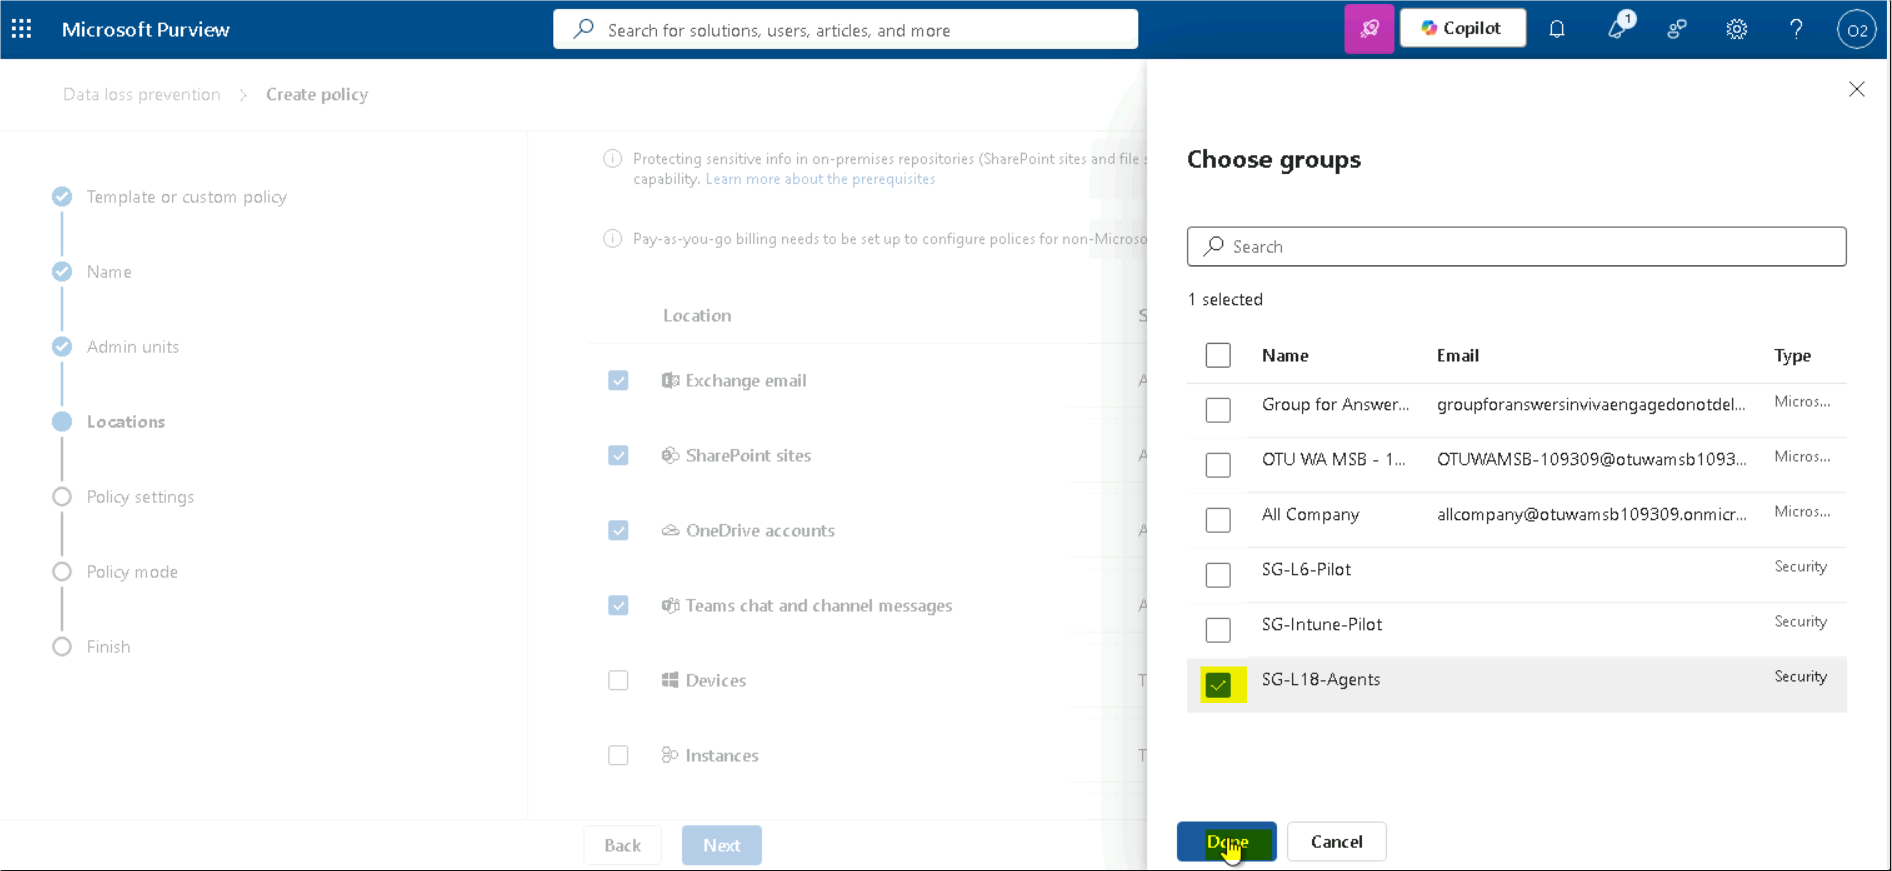 Microsoft Purview
Search for solutions, users, articles, and more
Copilot
1
?
O2
Data loss prevention > Create policy
Template or custom policy
Name
Admin units
Locations
Policy settings
Policy mode
Finish
Protecting sensitive info in on-premises repositories (SharePoint sites and file s
capability. Learn more about the prerequisites
Pay-as-you-go billing needs to be set up to configure polices for non-Microso
Location S
Exchange email A
SharePoint sites A
OneDrive accounts A
Teams chat and channel messages A
Devices T
Instances T
Back Next
Choose groups
Search
1 selected
Name Email Type
Group for Answer... groupforanswersinvivaengagedonotdel... Micros...
OTU WA MSB - 1... OTUWAMSB-109309@otuwamsb1093... Micros...
All Company allcompany@otuwamsb109309.onmicr... Micros...
SG-L6-Pilot Security
SG-Intune-Pilot Security
SG-L18-Agents Security
Done Cancel